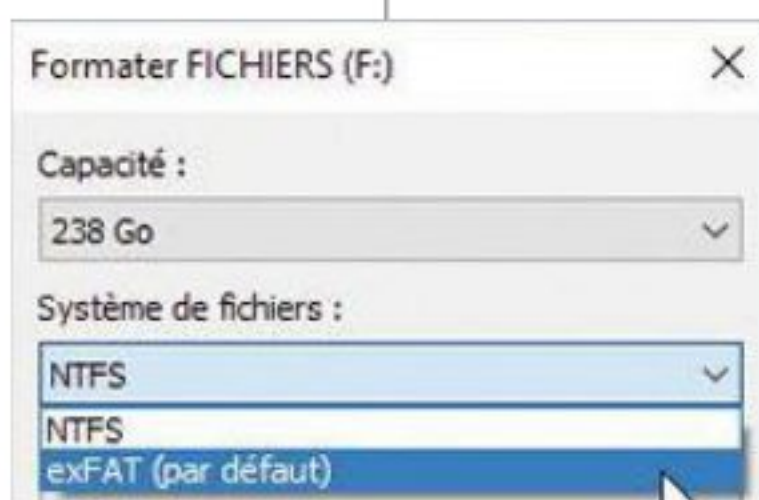 Formater FICHIERS (F:)
Capacité :
238 Go
Système de fichiers :
NTFS
NTFS
exFAT (par défaut)